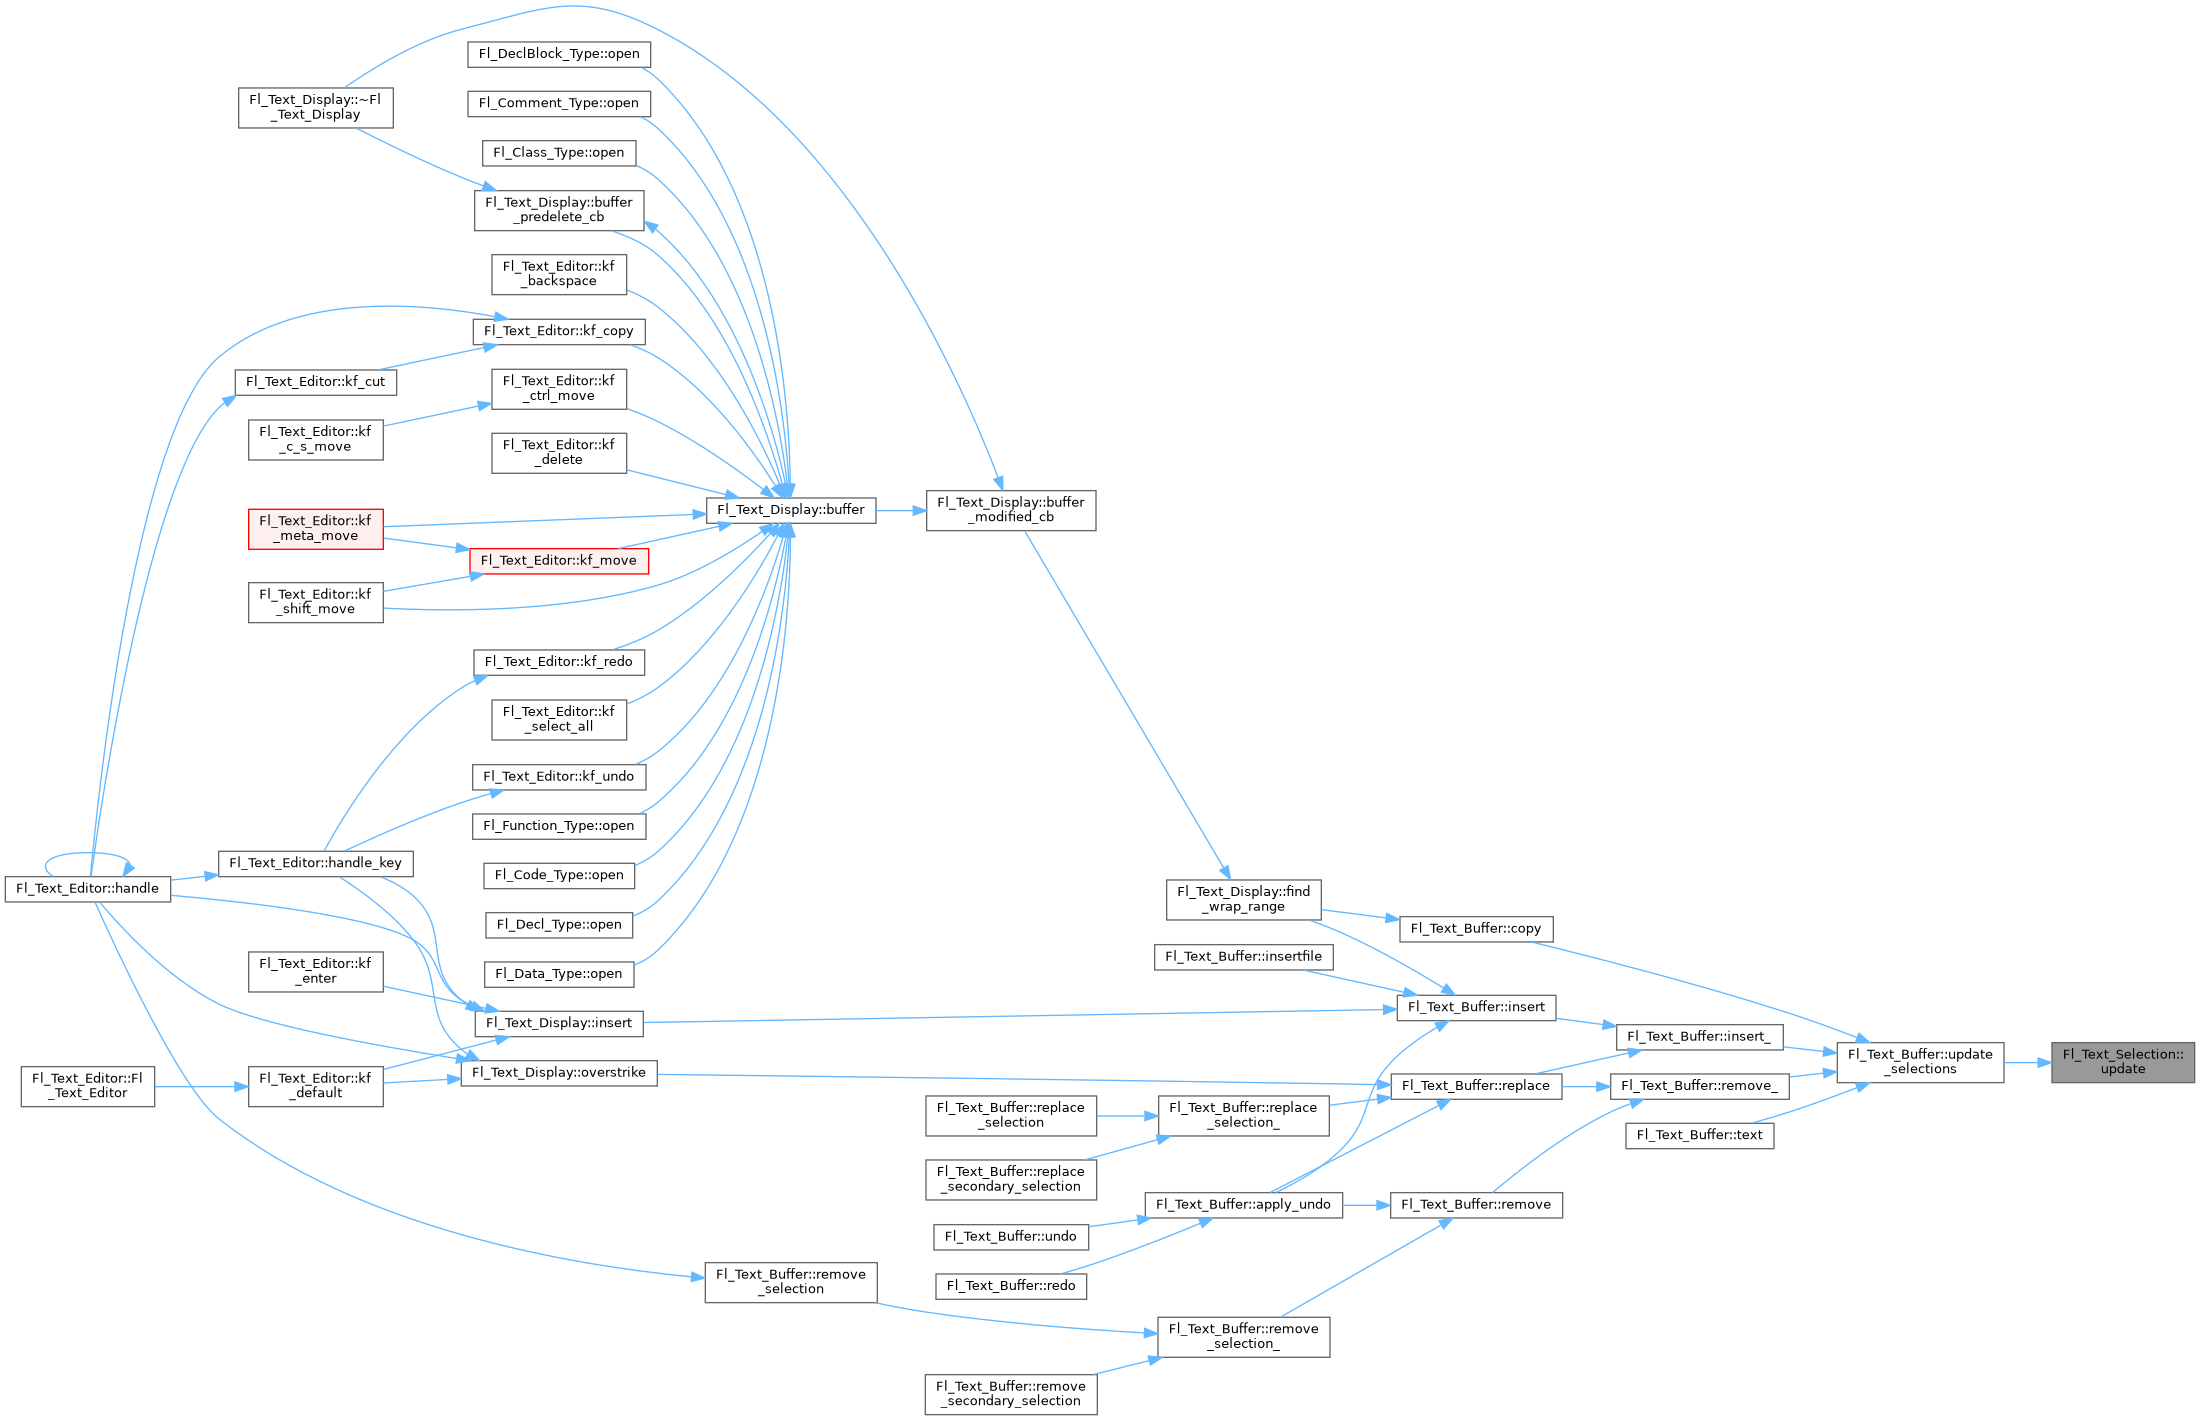 Fl_DeclBlock_Type::open
Fl_Text_Display::~Fl
_Text_Display
Fl_Comment_Type::open
Fl_Class_Type::open
Fl_Text_Display::buffer
_predelete_cb
Fl_Text_Editor::kf
_backspace
Fl_Text_Editor::kf_copy
Fl_Text_Editor::kf_cut
Fl_Text_Editor::kf
_ctrl_move
Fl_Text_Editor::kf
_c_s_move
Fl_Text_Editor::kf
_delete
Fl_Text_Display::buffer
Fl_Text_Display::buffer
_modified_cb
Fl_Text_Editor::kf
_meta_move
Fl_Text_Editor::kf_move
Fl_Text_Editor::kf
_shift_move
Fl_Text_Editor::kf_redo
Fl_Text_Editor::kf
_select_all
Fl_Text_Editor::kf_undo
Fl_Function_Type::open
Fl_Text_Editor::handle_key
Fl_Text_Editor::handle
Fl_Code_Type::open
Fl_Text_Display::find
_wrap_range
Fl_Decl_Type::open
Fl_Text_Buffer::copy
Fl_Text_Buffer::insertfile
Fl_Text_Editor::kf
_enter
Fl_Data_Type::open
Fl_Text_Buffer::insert
Fl_Text_Display::insert
Fl_Text_Buffer::insert_
Fl_Text_Buffer::update
_selections
Fl_Text_Selection::
update
Fl_Text_Display::overstrike
Fl_Text_Editor::Fl
_Text_Editor
Fl_Text_Editor::kf
_default
Fl_Text_Buffer::replace
Fl_Text_Buffer::remove_
Fl_Text_Buffer::replace
_selection
Fl_Text_Buffer::replace
_selection_
Fl_Text_Buffer::text
Fl_Text_Buffer::replace
_secondary_selection
Fl_Text_Buffer::apply_undo
Fl_Text_Buffer::remove
Fl_Text_Buffer::undo
Fl_Text_Buffer::redo
Fl_Text_Buffer::remove
_selection
Fl_Text_Buffer::remove
_selection_
Fl_Text_Buffer::remove
_secondary_selection